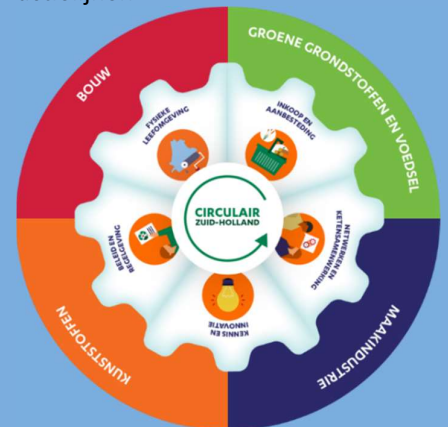 BOUW
GROENE GRONDSTOFFEN EN VOEDSEL
FYSIEKE
LEEFOMGEVING
INKOOP EN
AANBESTEDING
CIRCULAIR
ZUID-HOLLAND
BELEID EN
REGELGEVING
NETWERKEN EN
KETENSAMENWERKING
KENNIS EN
INNOVATIE
KUNSTSTOFFEN
MAAKINDUSTRIE